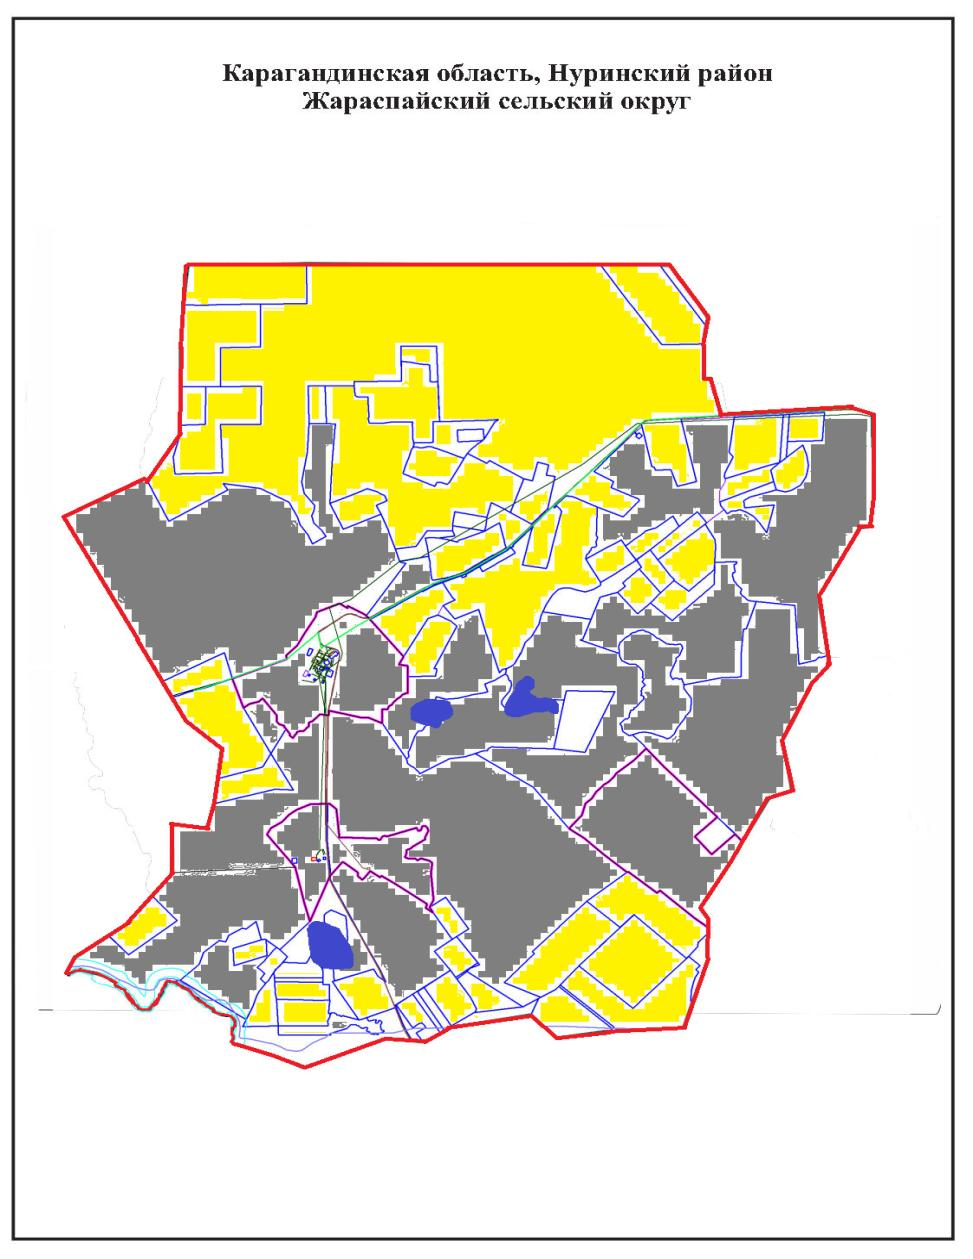 Карагандинская область, Нуринский район
Жараспайский сельский округ